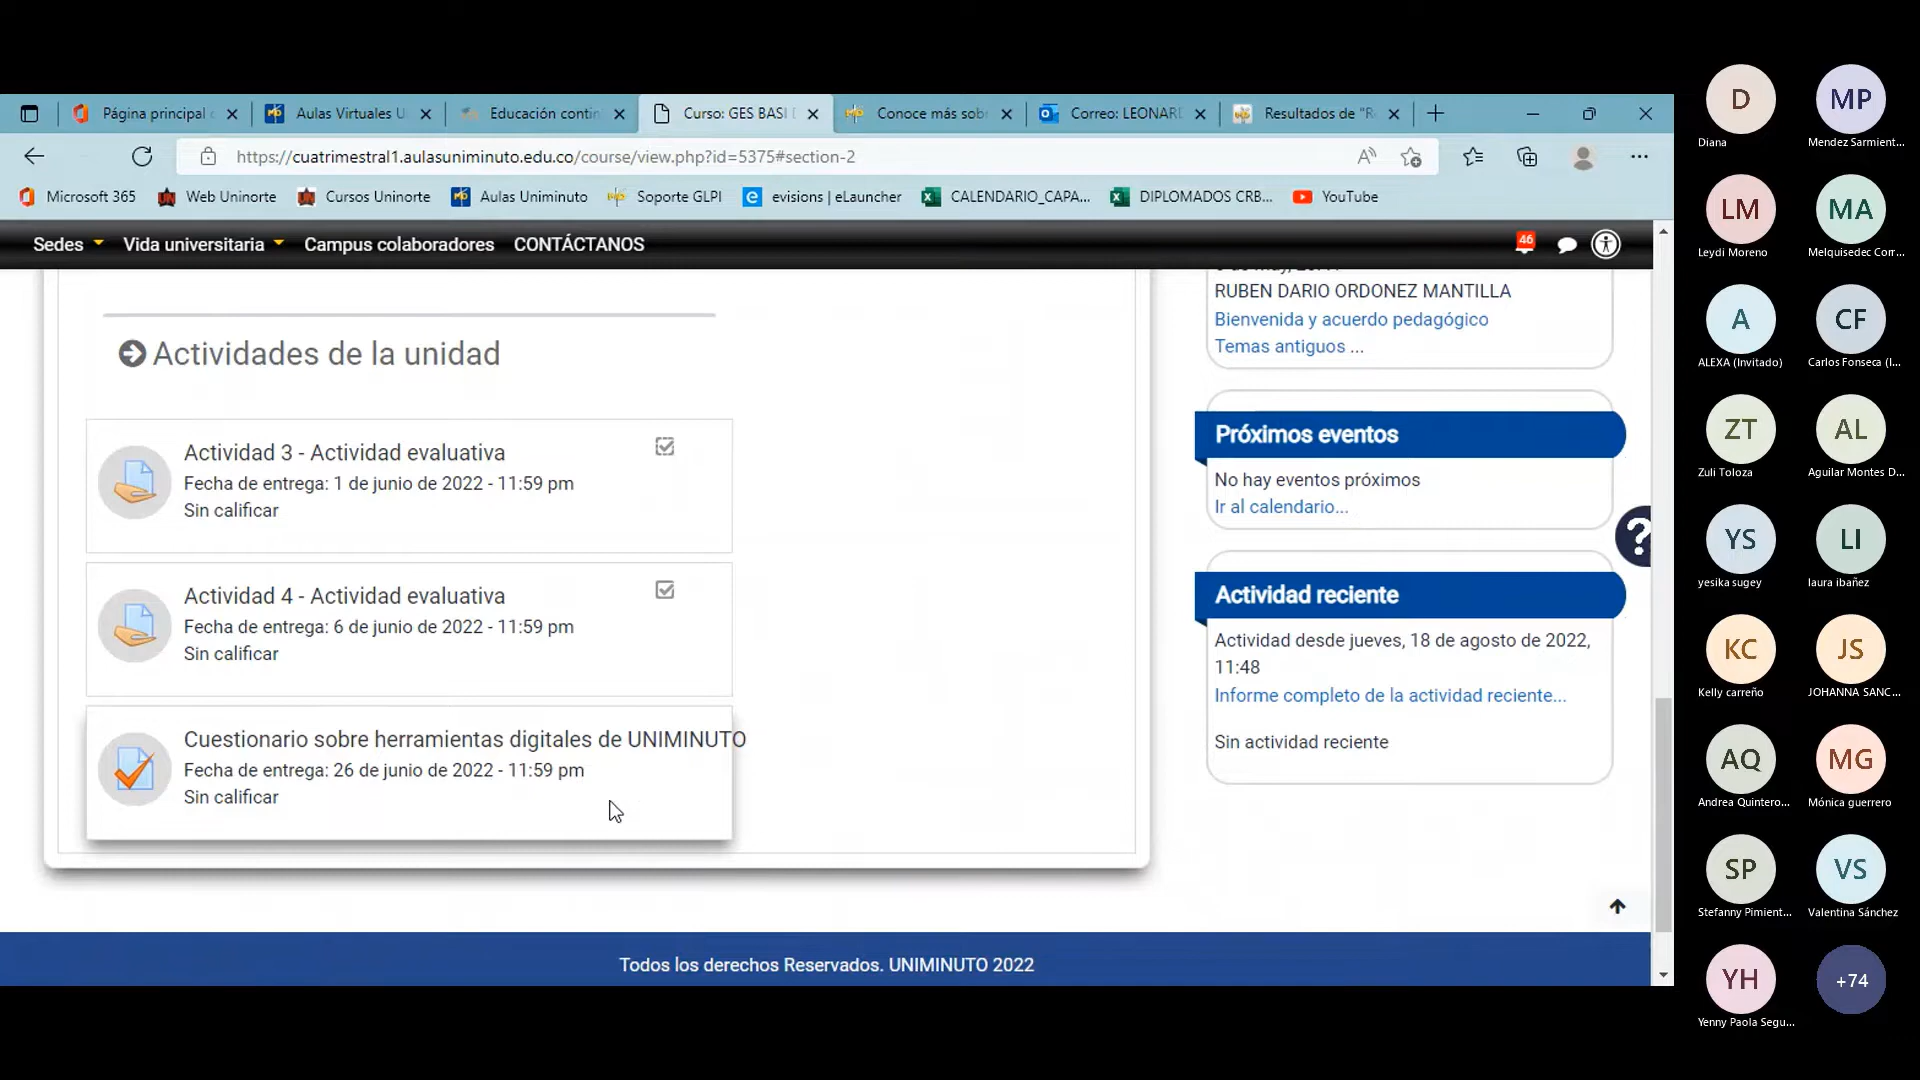 Página principal
Aulas Virtuales U
Educación contin
Curso: GES BASI
Conoce más sob
Correo: LEONAR
Resultados de "R
https://cuatrimestral1.aulasuniminuto.edu.co/course/view.php?id=5375#section-2
Microsoft 365
Web Uninorte
Cursos Uninorte
Aulas Uniminuto
Soporte GLPI
evisions | eLauncher
CALENDARIO_CAPA...
DIPLOMADOS CRB...
YouTube
Sedes
Vida universitaria
Campus colaboradores
CONTÁCTANOS
46
Actividades de la unidad
Actividad 3 - Actividad evaluativa
Fecha de entrega: 1 de junio de 2022 - 11:59 pm
Sin calificar
Actividad 4 - Actividad evaluativa
Fecha de entrega: 6 de junio de 2022 - 11:59 pm
Sin calificar
Cuestionario sobre herramientas digitales de UNIMINUTO
Fecha de entrega: 26 de junio de 2022 - 11:59 pm
Sin calificar
RUBEN DARIO ORDONEZ MANTILLA
Bienvenida y acuerdo pedagógico
Temas antiguos ...
Próximos eventos
No hay eventos próximos
Ir al calendario...
?
Actividad reciente
Actividad desde jueves, 18 de agosto de 2022,
11:48
Informe completo de la actividad reciente...
Sin actividad reciente
Todos los derechos Reservados. UNIMINUTO 2022
D
Diana
MP
Mendez Sarmient...
LM
Leydi Moreno
MA
Melquisedec Corr...
A
ALEXA (Invitado)
CF
Carlos Fonseca (I...
ZT
Zuli Toloza
AL
Aguilar Montes D...
YS
yesika sugey
LI
laura ibañez
KC
Kelly carreño
JS
JOHANNA SANC...
AQ
Andrea Quintero...
MG
Mónica guerrero
SP
Stefanny Pimient...
VS
Valentina Sánchez
YH
Yenny Paola Segu...
+74